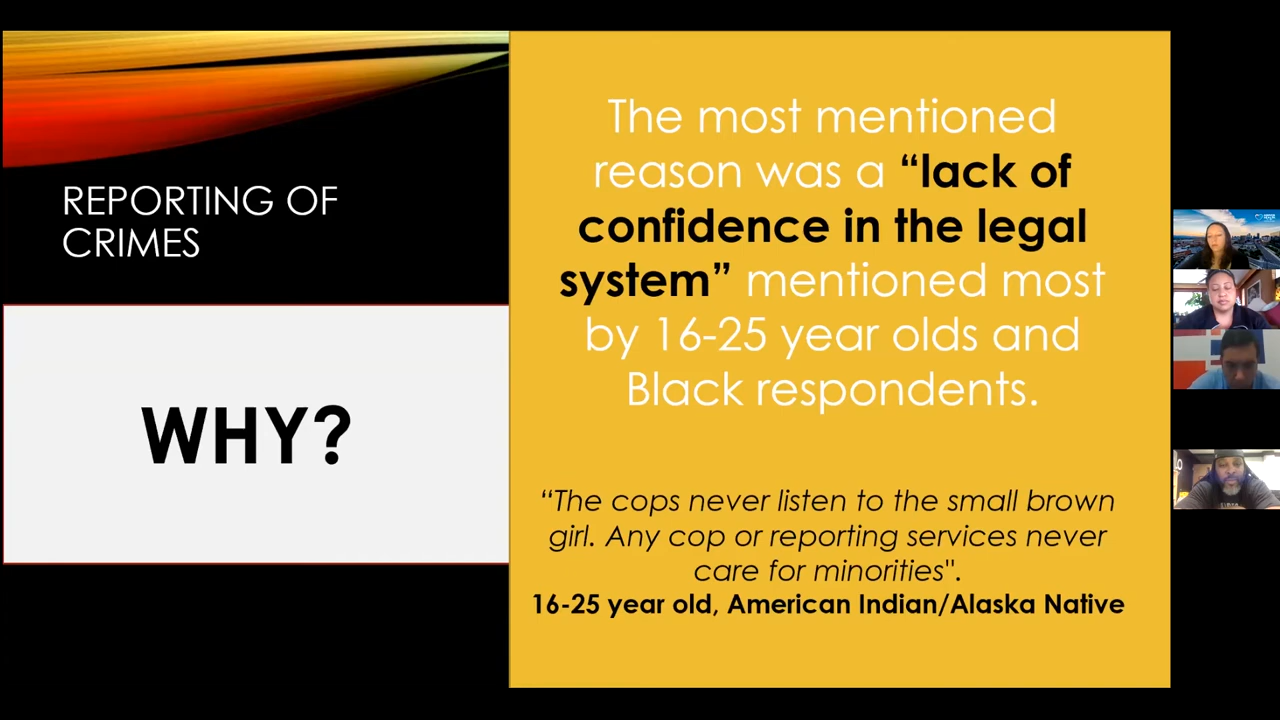 REPORTING OF
CRIMES
WHY?
The most mentioned
reason was a “lack of
confidence in the legal
system” mentioned most
by 16-25 year olds and
Black respondents.
“The cops never listen to the small brown
girl. Any cop or reporting services never
care for minorities".
16-25 year old, American Indian/Alaska Native